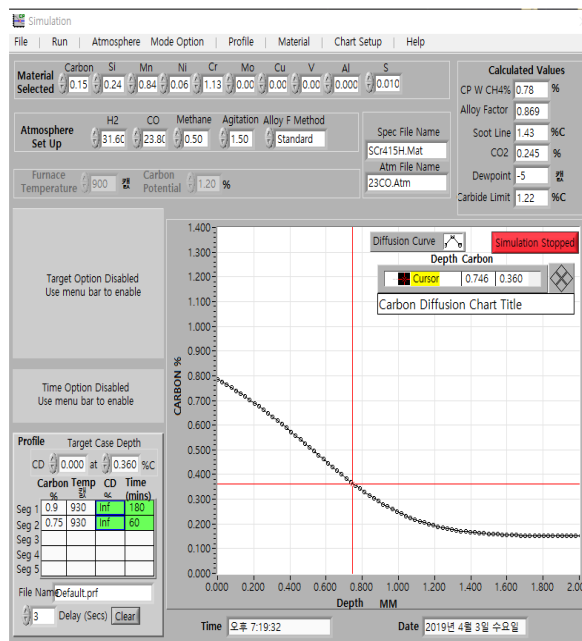 Simulation
File | Run | Atmosphere Mode Option | Profile | Material | Chart Setup | Help
Material Selected
Carbon Si Mn Ni Cr Mo Cu V Al S
0.15 0.24 0.84 0.06 1.13 0.00 0.00 0.00 0.000 0.010
Calculated Values
CP W CH4% 0.78 %
Alloy Factor 0.869
Soot Line 1.43 %C
CO2 0.245 %
Dewpoint -5
Carbide Limit 1.22 %C
Atmosphere Set Up
H2 CO Methane Agitation Alloy F Method
31.60 23.80 0.50 1.50 Standard
Spec File Name
SCr415H.Mat
Atm File Name
23CO.Atm
Furnace Temperature 900
Carbon Potential 1.20 %
Target Option Disabled
Use menu bar to enable
Time Option Disabled
Use menu bar to enable
Diffusion Curve
Simulation Stopped
Depth Carbon
Cursor 0.746 0.360
Carbon Diffusion Chart Title
CARBON %
1.400
1.300
1.200
1.100
1.000
0.900
0.800
0.700
0.600
0.500
0.400
0.300
0.200
0.100
0.000
0.000 0.200 0.400 0.600 0.800 1.000 1.200 1.400 1.600 1.800 2.00
Depth MM
Profile Target Case Depth
CD 0.000 at 0.360 %C
Carbon % Temp CD % Time (mins)
Seg 1 0.9 930 Inf 180
Seg 2 0.75 930 Inf 60
Seg 3
Seg 4
Seg 5
File Name Default.prf
3 Delay (Secs) Clear
Time 오후 7:19:32
Date 2019년 4월 3일 수요일